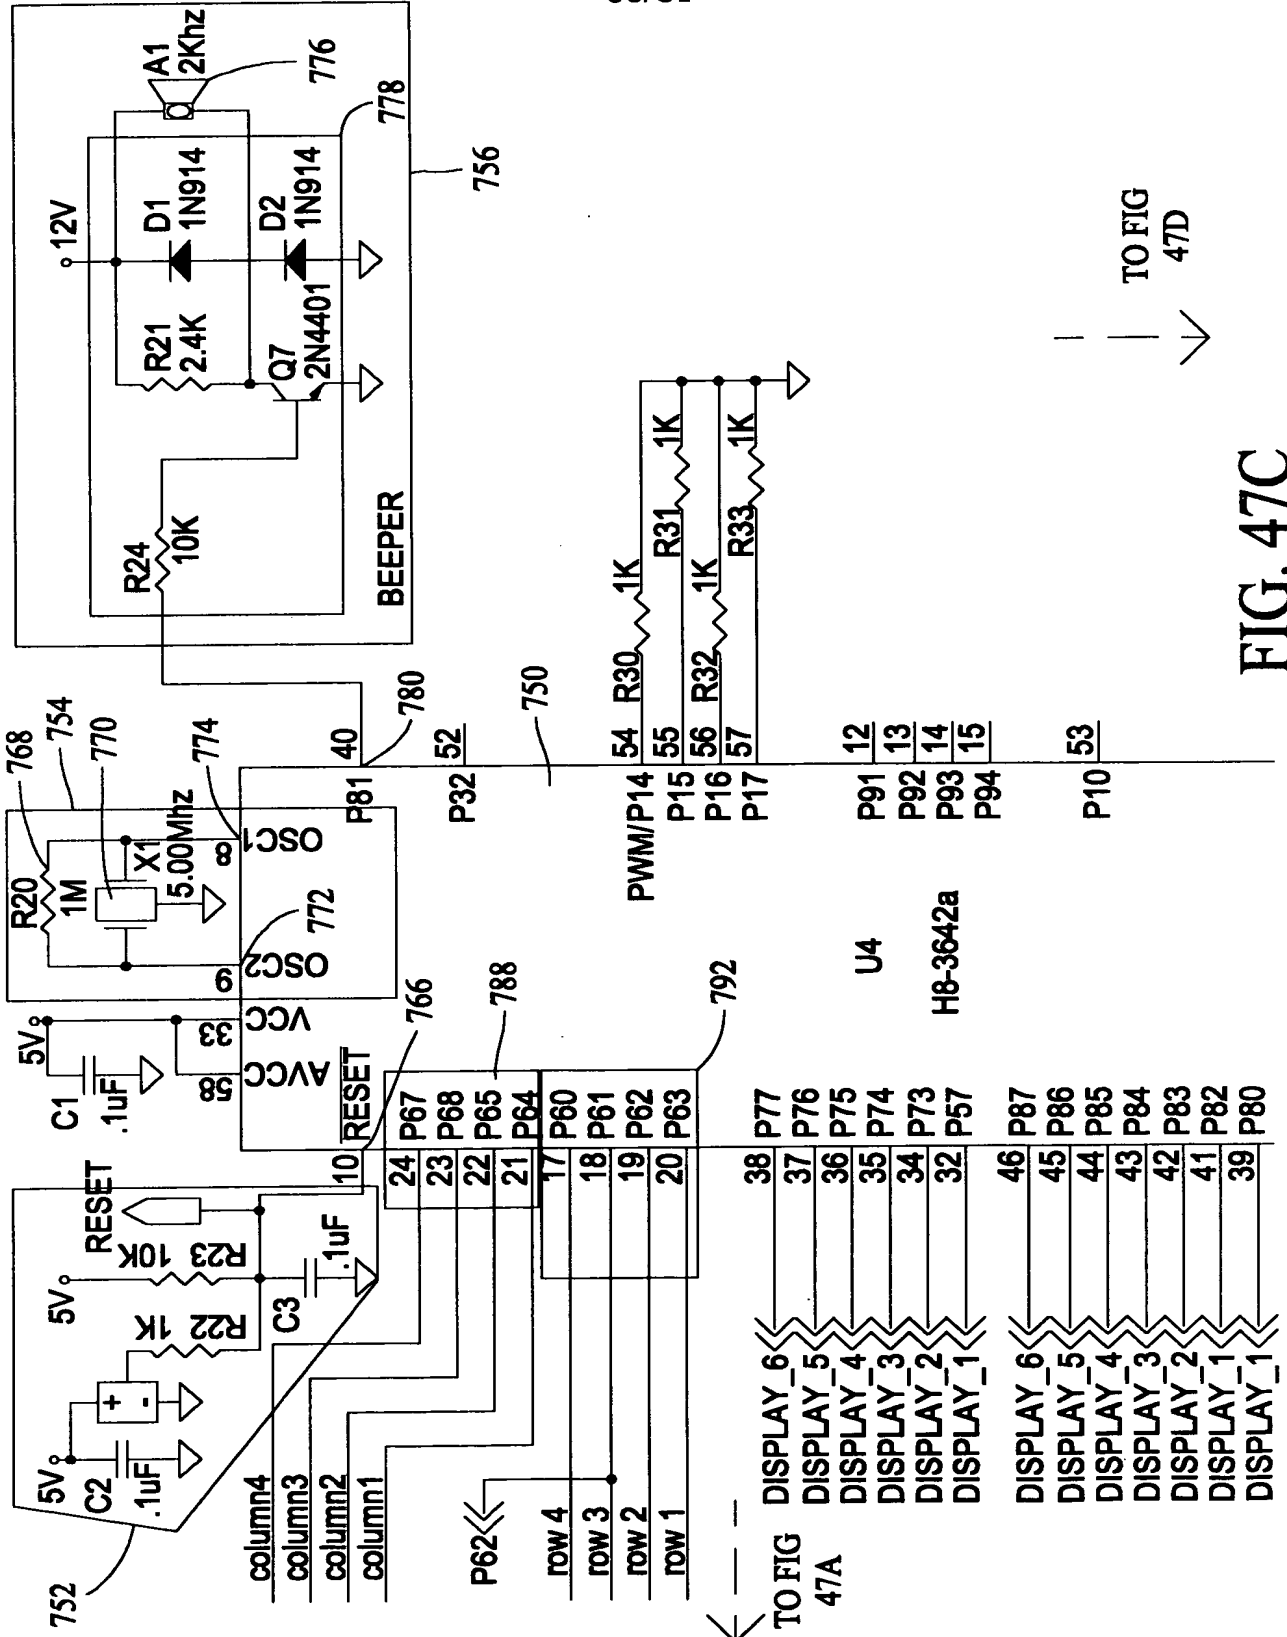 752
5V
C2
.1uF
+
-
5V
R22 1K
R23 10K
RESET
C3
.1uF
5V
C1
.1uF
58
AVCC
33
VCC
R20
1M
X1
5.00Mhz
9
OSC2
8
OSC1
768
754
770
774
772
10
RESET
766
24 P67
23 P68
22 P65
21 P64
788
17 P60
18 P61
19 P62
20 P63
792
column4
column3
column2
column1
P62
row 4
row 3
row 2
row 1
TO FIG
47A
DISPLAY_6 38 P77
DISPLAY_5 37 P76
DISPLAY_4 36 P75
DISPLAY_3 35 P74
DISPLAY_2 34 P73
DISPLAY_1 32 P57
DISPLAY_6 46 P87
DISPLAY_5 45 P86
DISPLAY_4 44 P85
DISPLAY_3 43 P84
DISPLAY_2 42 P83
DISPLAY_1 41 P82
DISPLAY_1 39 P80
U4
H8-3642a
750
P81 40
780
P32 52
PWM/P14 54 R30 1K
P15 55 R31 1K
P16 56 R32 1K
P17 57 R33 1K
P91 12
P92 13
P93 14
P94 15
P10 53
R24
10K
BEEPER
12V
R21
2.4K
Q7
2N4401
D1
1N914
D2
1N914
A1
2Khz
776
778
756
TO FIG
47D
FIG. 47C